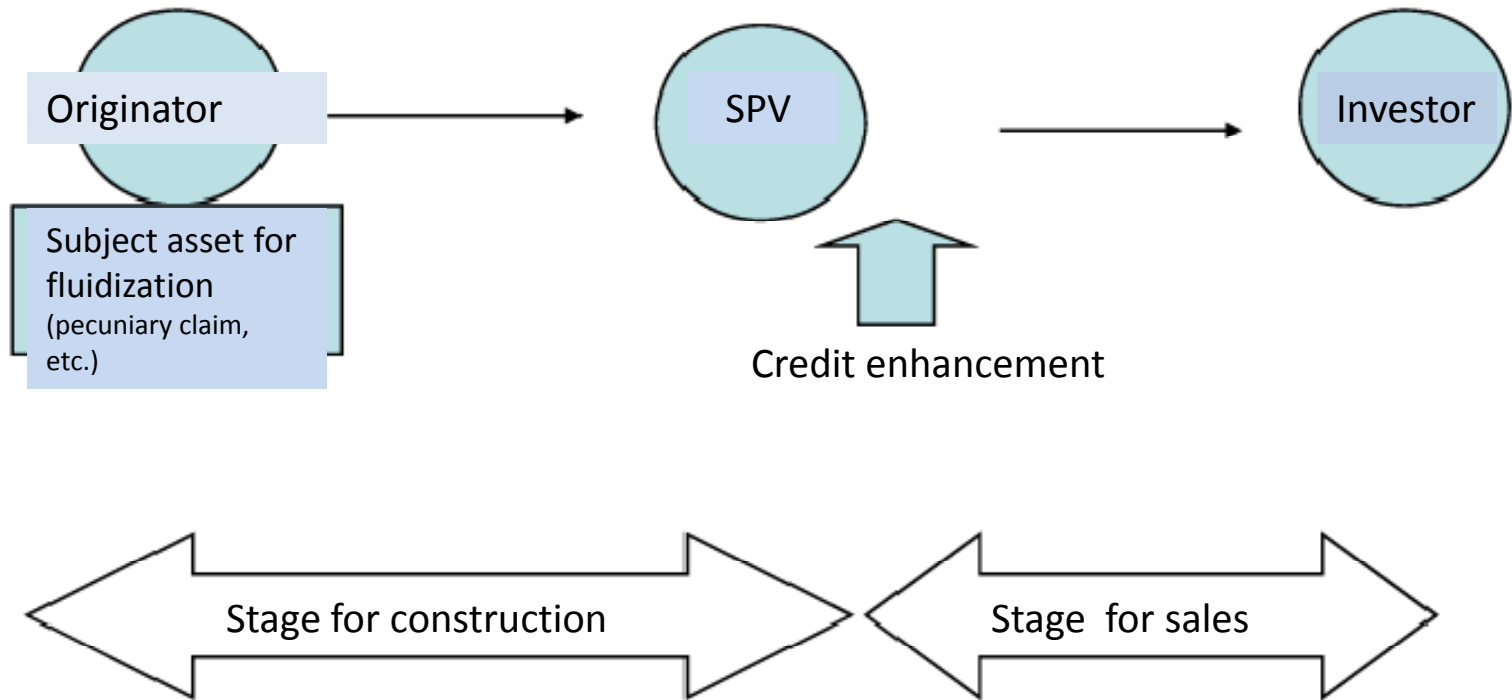 Originator
SPV
Investor
Subject asset for
fluidization
(pecuniary claim,
etc.)
Credit enhancement
Stage for construction
Stage for sales